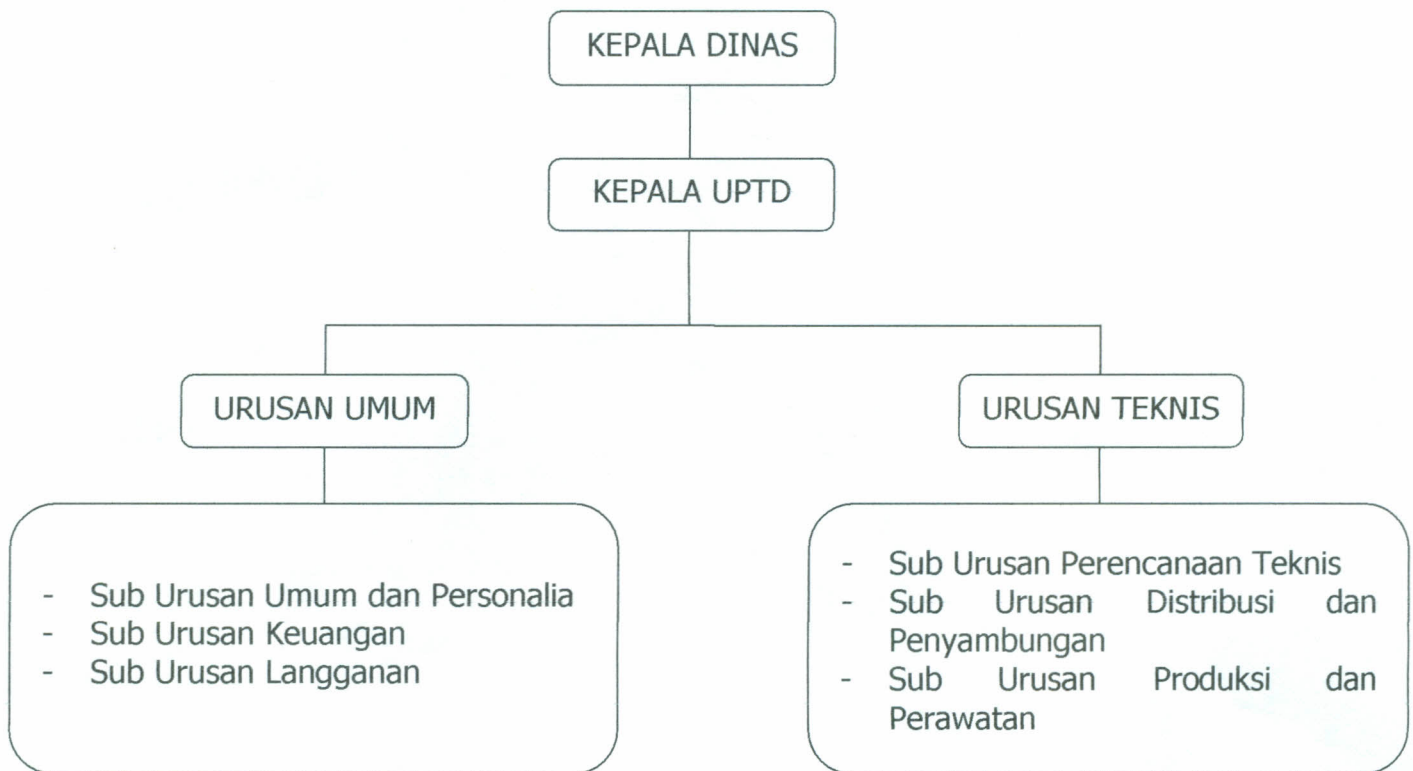 KEPALA DINAS
KEPALA UPTD
URUSAN UMUM
URUSAN TEKNIS
- Sub Urusan Umum dan Personalia
- Sub Urusan Keuangan
- Sub Urusan Langganan
- Sub Urusan Perencanaan Teknis
- Sub Urusan Distribusi dan
Penyambungan
- Sub Urusan Produksi dan
Perawatan